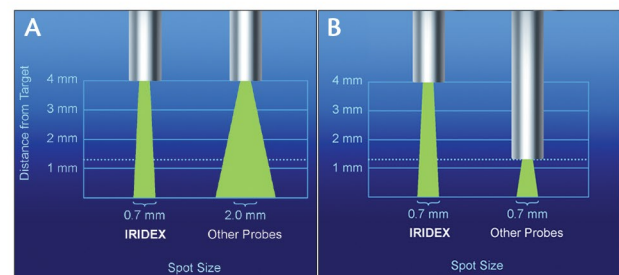 A
Distance from Target
4 mm
3 mm
2 mm
1 mm
0.7 mm
2.0 mm
IRIDEX
Other Probes
Spot Size
B
4 mm
3 mm
2 mm
1 mm
0.7 mm
0.7 mm
IRIDEX
Other Probes
Spot Size